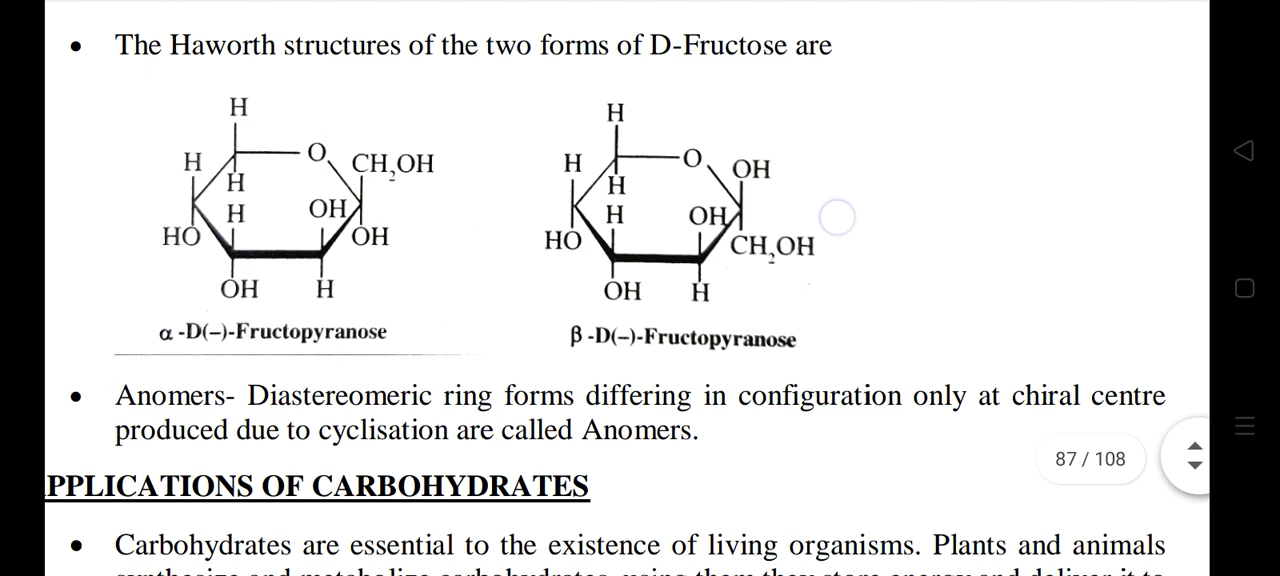 • The Haworth structures of the two forms of D-Fructose are
H H
H O CH₂OH H O OH
H H
H OH H OH
HO OH HO CH₂OH
OH H OH H
α -D(–)-Fructopyranose β -D(–)-Fructopyranose
• Anomers- Diastereomeric ring forms differing in configuration only at chiral centre
produced due to cyclisation are called Anomers.
87 / 108
PPLICATIONS OF CARBOHYDRATES
• Carbohydrates are essential to the existence of living organisms. Plants and animals